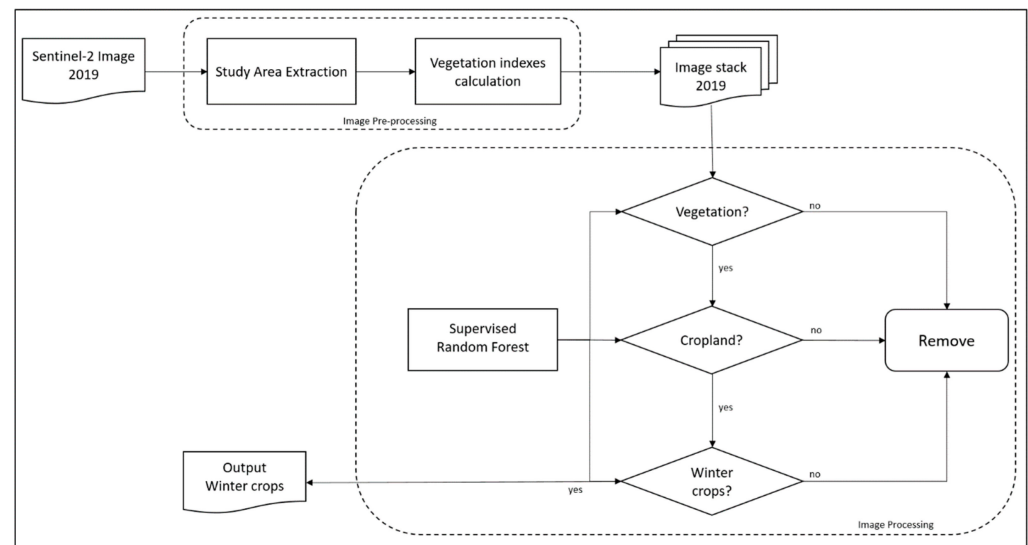 Sentinel-2 Image
2019
Study Area Extraction
Vegetation indexes
calculation
Image stack
2019
Image Pre-processing
Vegetation?
no
yes
Supervised
Random Forest
Cropland?
no
Remove
yes
Output
Winter crops
yes
Winter
crops?
no
Image Processing